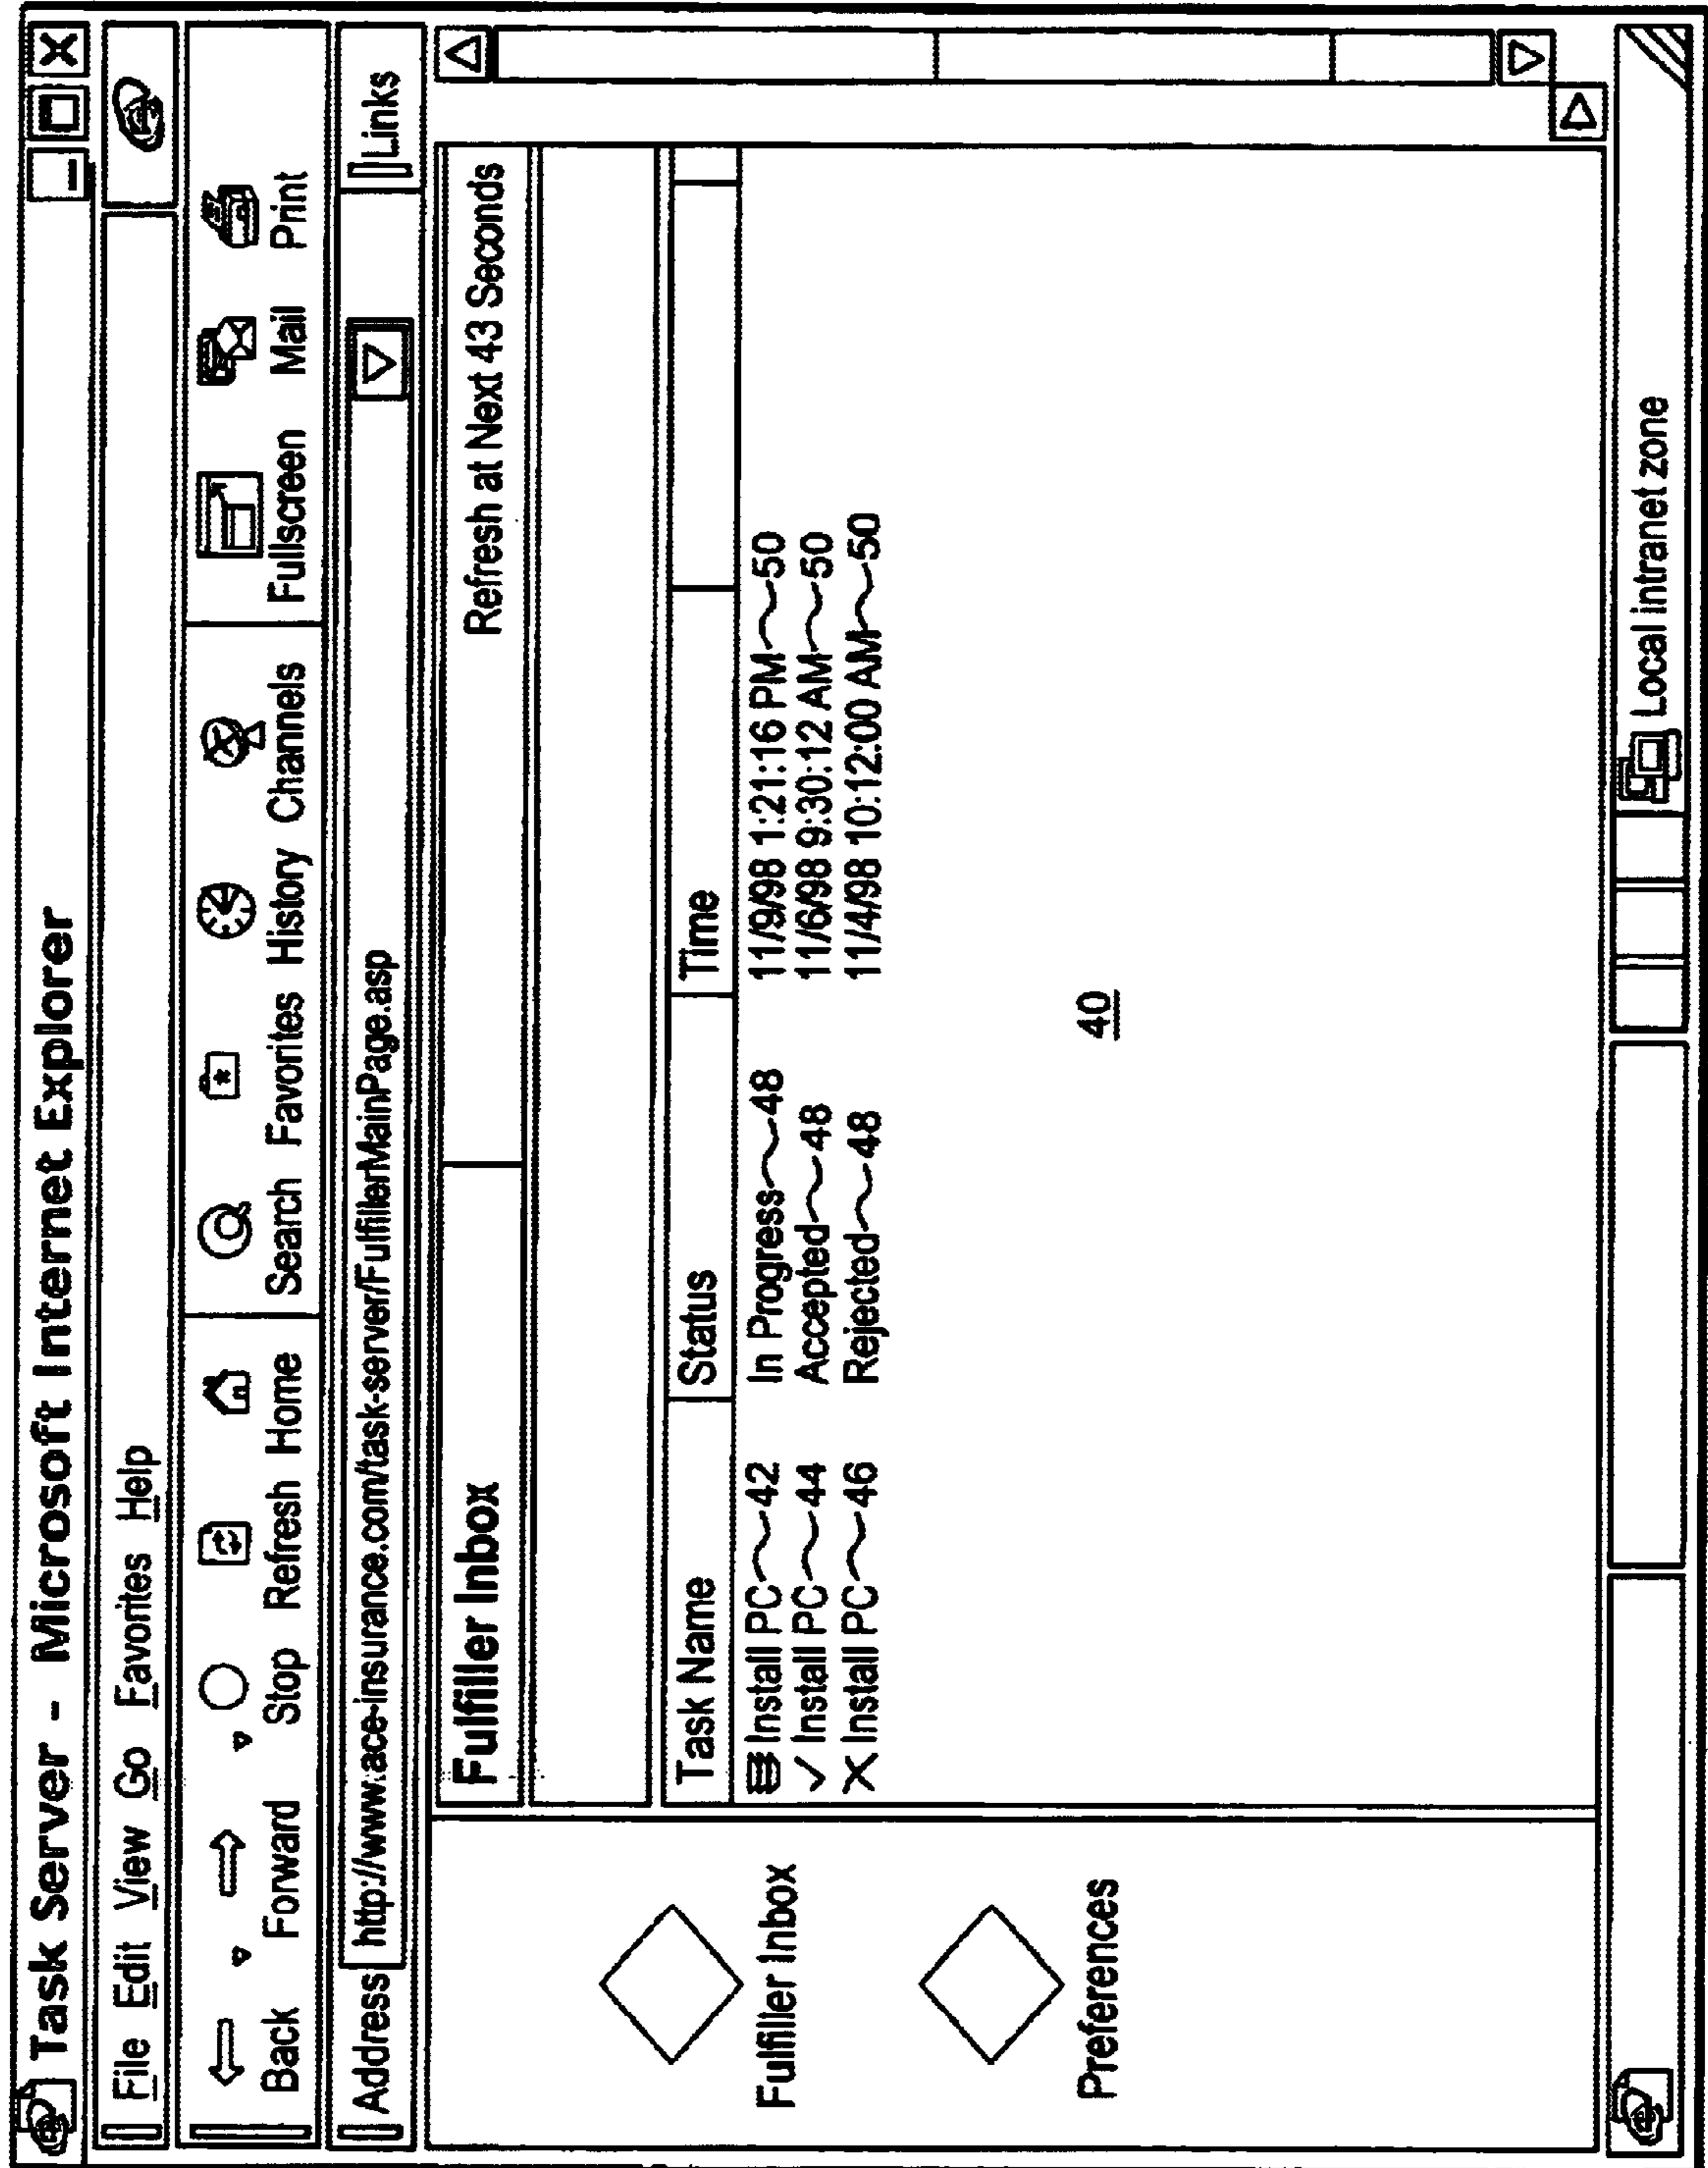 Task Server - Microsoft Internet Explorer
File Edit View Go Favorites Help
Back Forward Stop Refresh Home Search Favorites History Channels Fullscreen Mail Print
Address http://www.ace-insurance.com/task-server/FulfillerMainPage.asp Links
Fulfiller Inbox Refresh at Next 43 Seconds
Task Name Status Time
Install PC 42 In Progress 48 11/9/98 1:21:16 PM 50
Install PC 44 Accepted 48 11/6/98 9:30:12 AM 50
Install PC 46 Rejected 48 11/4/98 10:12:00 AM 50
Fulfiller Inbox
Preferences
40
Local intranet zone